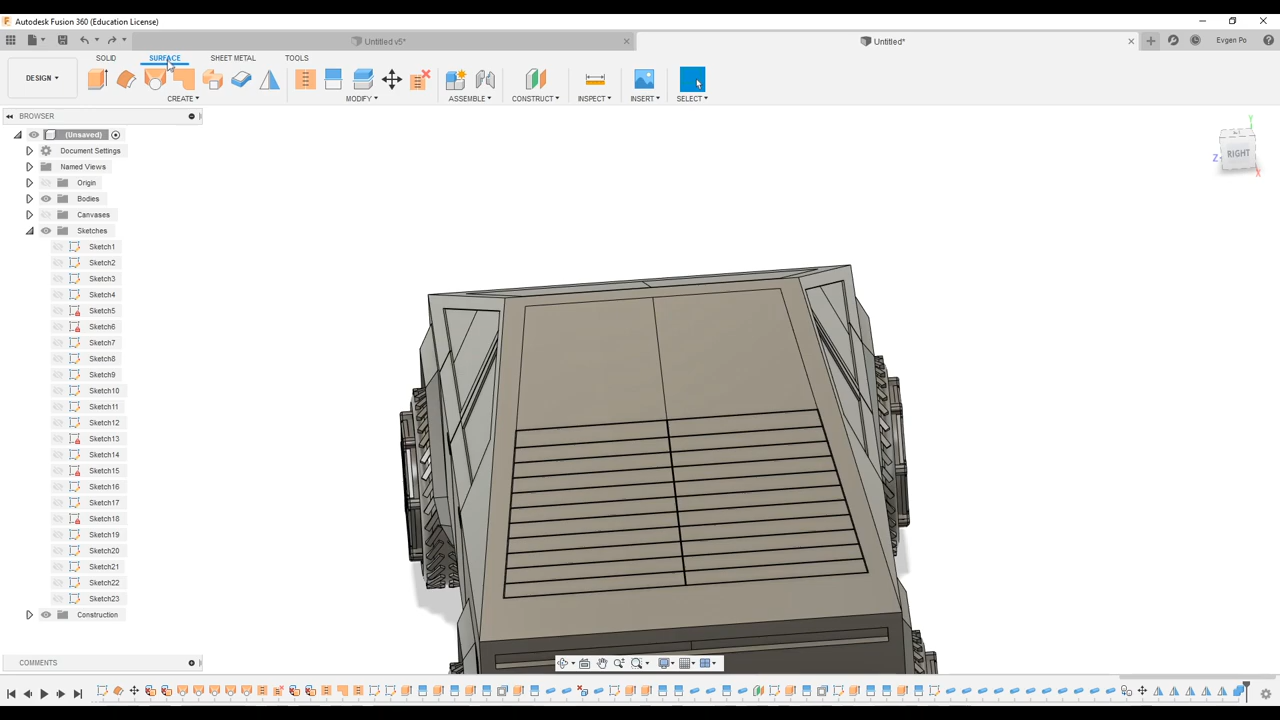 Autodesk Fusion 360 (Education License)
Untitled v5*
Untitled*
Evgen Po
SOLID
SURFACE
SHEET METAL
TOOLS
DESIGN
CREATE
MODIFY
ASSEMBLE
CONSTRUCT
INSPECT
INSERT
SELECT
BROWSER
(Unsaved)
Document Settings
Named Views
Origin
Bodies
Canvases
Sketches
Sketch1
Sketch2
Sketch3
Sketch4
Sketch5
Sketch6
Sketch7
Sketch8
Sketch9
Sketch10
Sketch11
Sketch12
Sketch13
Sketch14
Sketch15
Sketch16
Sketch17
Sketch18
Sketch19
Sketch20
Sketch21
Sketch22
Sketch23
Construction
Y
RIGHT
Z
X
COMMENTS